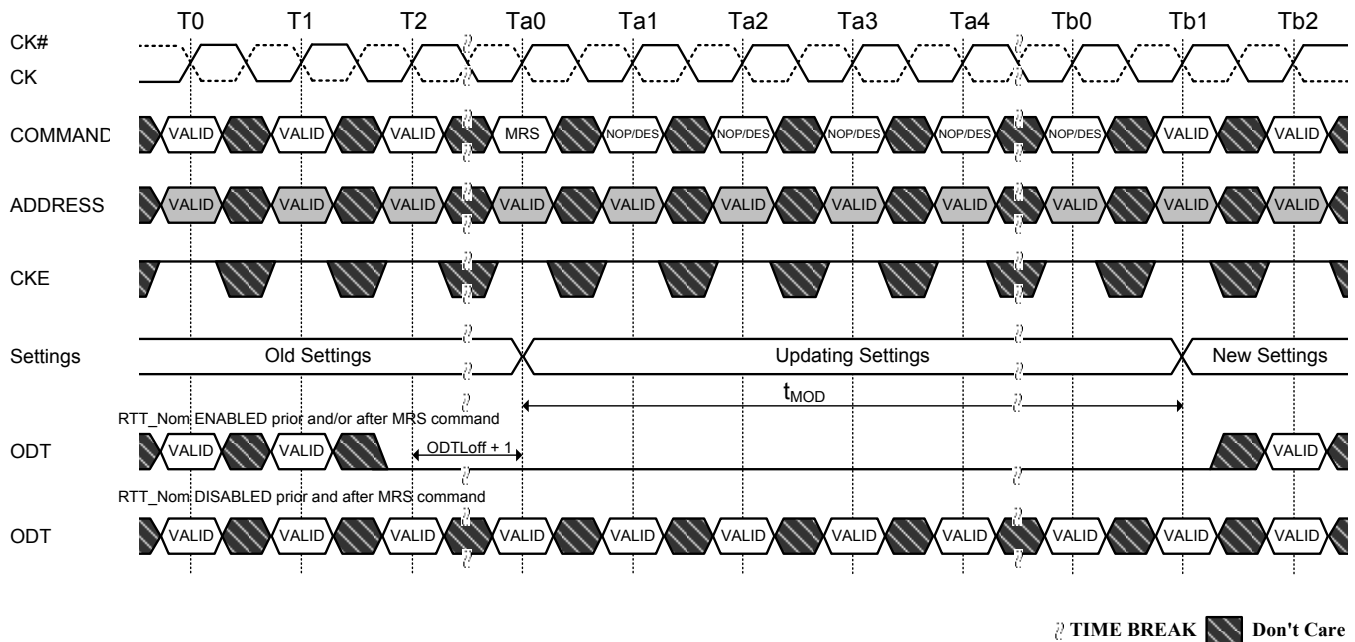 T0 T1 T2 Ta0 Ta1 Ta2 Ta3 Ta4 Tb0 Tb1 Tb2
CK#
CK
COMMAND VALID VALID VALID MRS NOP/DES NOP/DES NOP/DES NOP/DES NOP/DES VALID VALID
ADDRESS VALID VALID VALID VALID VALID VALID VALID VALID VALID VALID VALID
CKE
Settings Old Settings Updating Settings New Settings
tMOD
RTT_Nom ENABLED prior and/or after MRS command
ODT VALID VALID ODTLoff + 1 VALID
RTT_Nom DISABLED prior and after MRS command
ODT VALID VALID VALID VALID VALID VALID VALID VALID VALID VALID VALID
TIME BREAK Don't Care